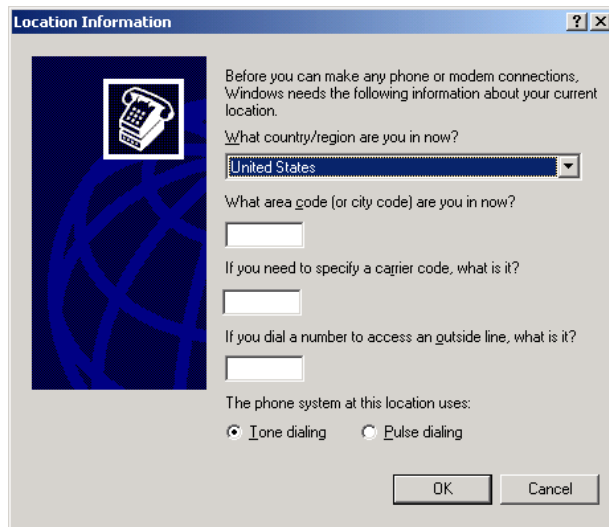 Location Information
Before you can make any phone or modem connections,
Windows needs the following information about your current
location.
What country/region are you in now?
United States
What area code (or city code) are you in now?
If you need to specify a carrier code, what is it?
If you dial a number to access an outside line, what is it?
The phone system at this location uses:
Tone dialing Pulse dialing
OK Cancel